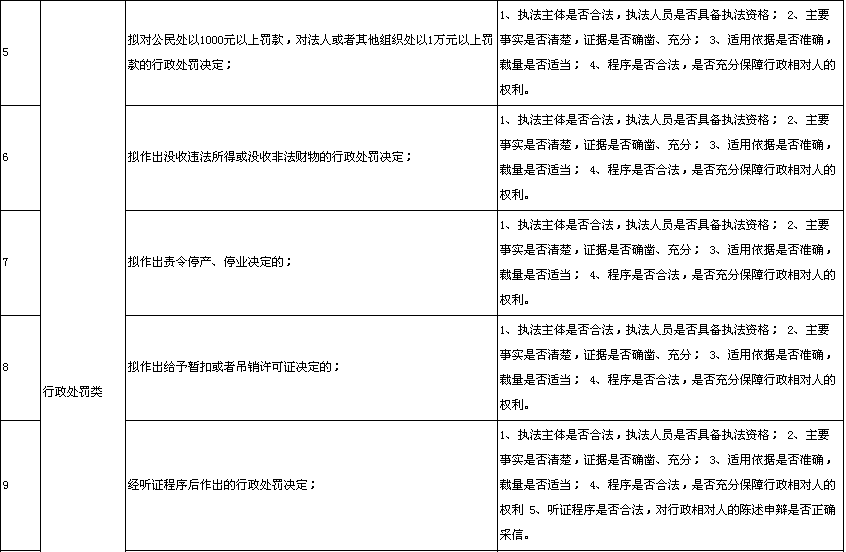 5
拟对公民处以1000元以上罚款，对法人或者其他组织处以1万元以上罚
款的行政处罚决定；
1、执法主体是否合法，执法人员是否具备执法资格； 2、主要
事实是否清楚，证据是否确凿、充分； 3、适用依据是否准确，
裁量是否适当； 4、程序是否合法，是否充分保障行政相对人的
权利。
6
拟作出没收违法所得或没收非法财物的行政处罚决定；
1、执法主体是否合法，执法人员是否具备执法资格； 2、主要
事实是否清楚，证据是否确凿、充分； 3、适用依据是否准确，
裁量是否适当； 4、程序是否合法，是否充分保障行政相对人的
权利。
7
拟作出责令停产、停业决定的；
1、执法主体是否合法，执法人员是否具备执法资格； 2、主要
事实是否清楚，证据是否确凿、充分； 3、适用依据是否准确，
裁量是否适当； 4、程序是否合法，是否充分保障行政相对人的
权利。
8
行政处罚类
拟作出给予暂扣或者吊销许可证决定的；
1、执法主体是否合法，执法人员是否具备执法资格； 2、主要
事实是否清楚，证据是否确凿、充分； 3、适用依据是否准确，
裁量是否适当； 4、程序是否合法，是否充分保障行政相对人的
权利。
9
经听证程序后作出的行政处罚决定；
1、执法主体是否合法，执法人员是否具备执法资格； 2、主要
事实是否清楚，证据是否确凿、充分； 3、适用依据是否准确，
裁量是否适当； 4、程序是否合法，是否充分保障行政相对人的
权利 5、听证程序是否合法，对行政相对人的陈述申辩是否正确
采信。